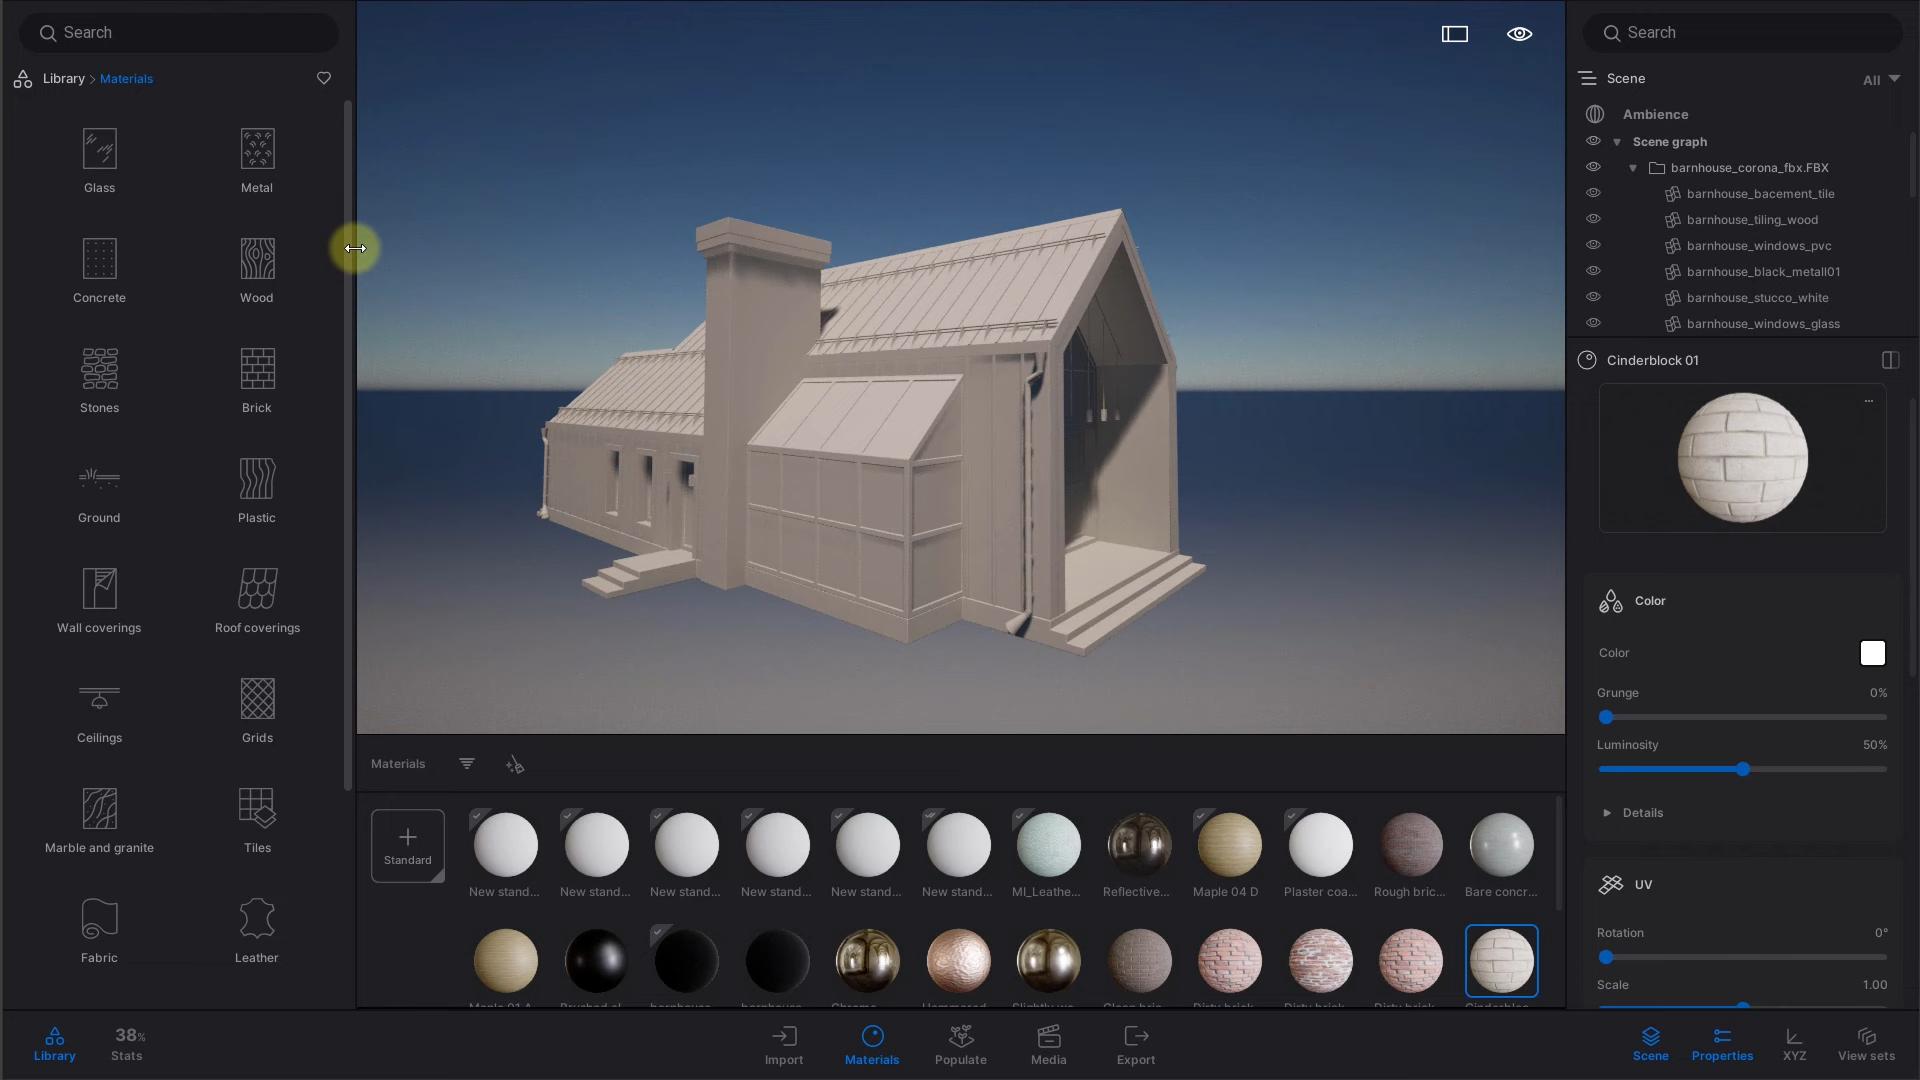 Search
Library > Materials
Glass
Metal
Concrete
Wood
Stones
Brick
Ground
Plastic
Wall coverings
Roof coverings
Ceilings
Grids
Marble and granite
Tiles
Fabric
Leather
Materials
Standard
New stand...
New stand...
New stand...
New stand...
New stand...
New stand...
MI_Leathe...
Reflective...
Maple 04 D
Plaster coa...
Rough bric...
Bare concr...
Search
Scene
All
Ambience
Scene graph
barnhouse_corona_fbx.FBX
barnhouse_bacement_tile
barnhouse_tiling_wood
barnhouse_windows_pvc
barnhouse_black_metall01
barnhouse_stucco_white
barnhouse_windows_glass
Cinderblock 01
...
Color
Color
Grunge 0%
Luminosity 50%
Details
UV
Rotation 0°
Scale 1.00
Library
38%
Stats
Import
Materials
Populate
Media
Export
Scene
Properties
XYZ
View sets